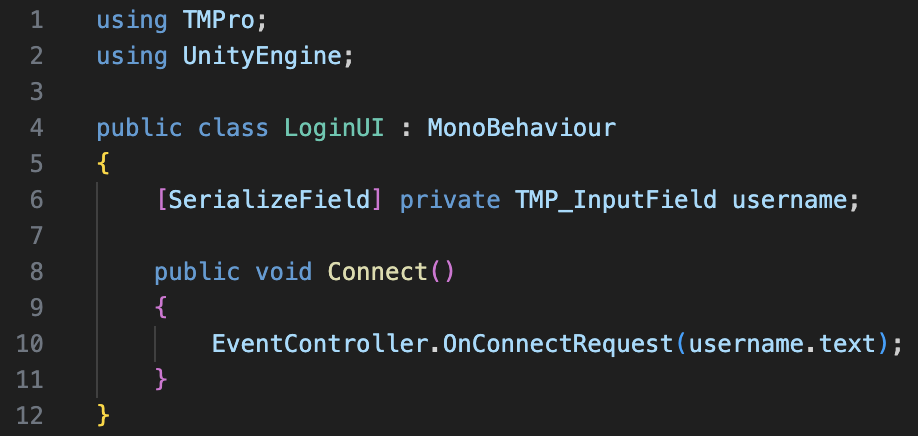 1 using TMPro;
2 using UnityEngine;
3
4 public class LoginUI : MonoBehaviour
5 {
6     [SerializeField] private TMP_InputField username;
7
8     public void Connect()
9     {
10         EventController.OnConnectRequest(username.text);
11     }
12 }